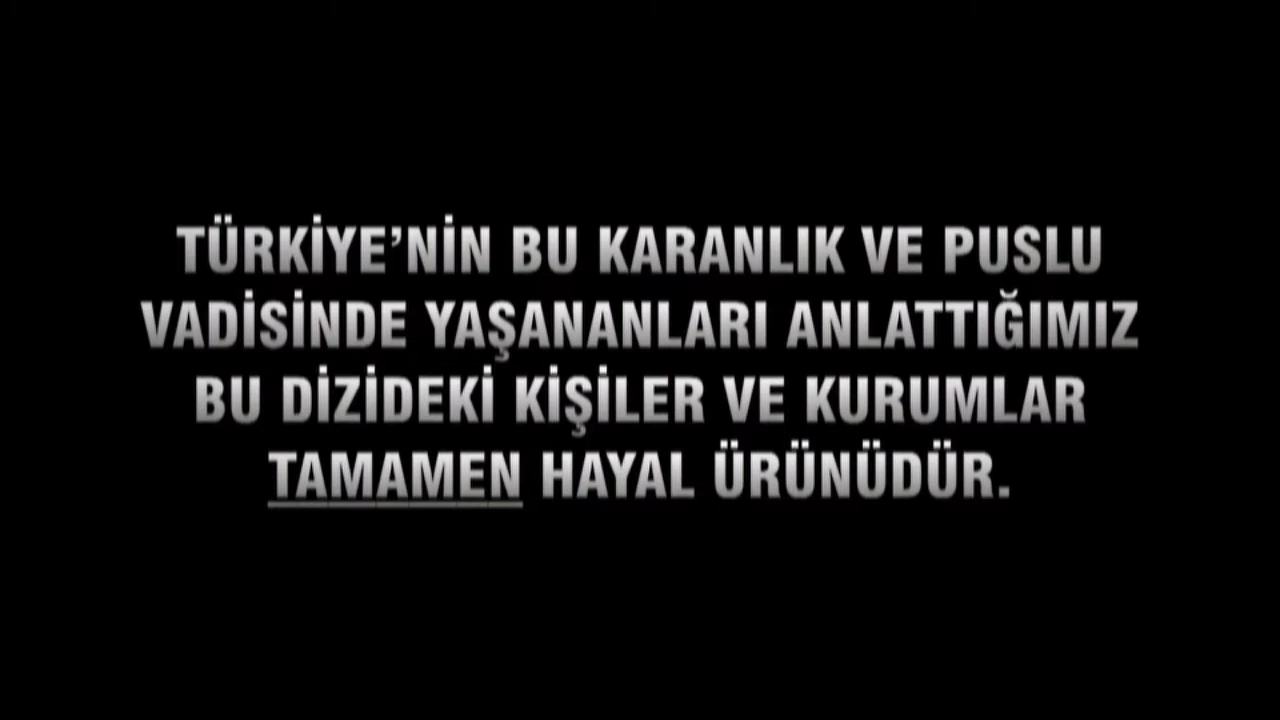 TÜRKİYE'NİN BU KARANLIK VE PUSLU
VADİSİNDE YAŞANANLARI ANLATTIĞIMIZ
BU DİZİDEKİ KİŞİLER VE KURUMLAR
TAMAMEN HAYAL ÜRÜNÜDÜR.